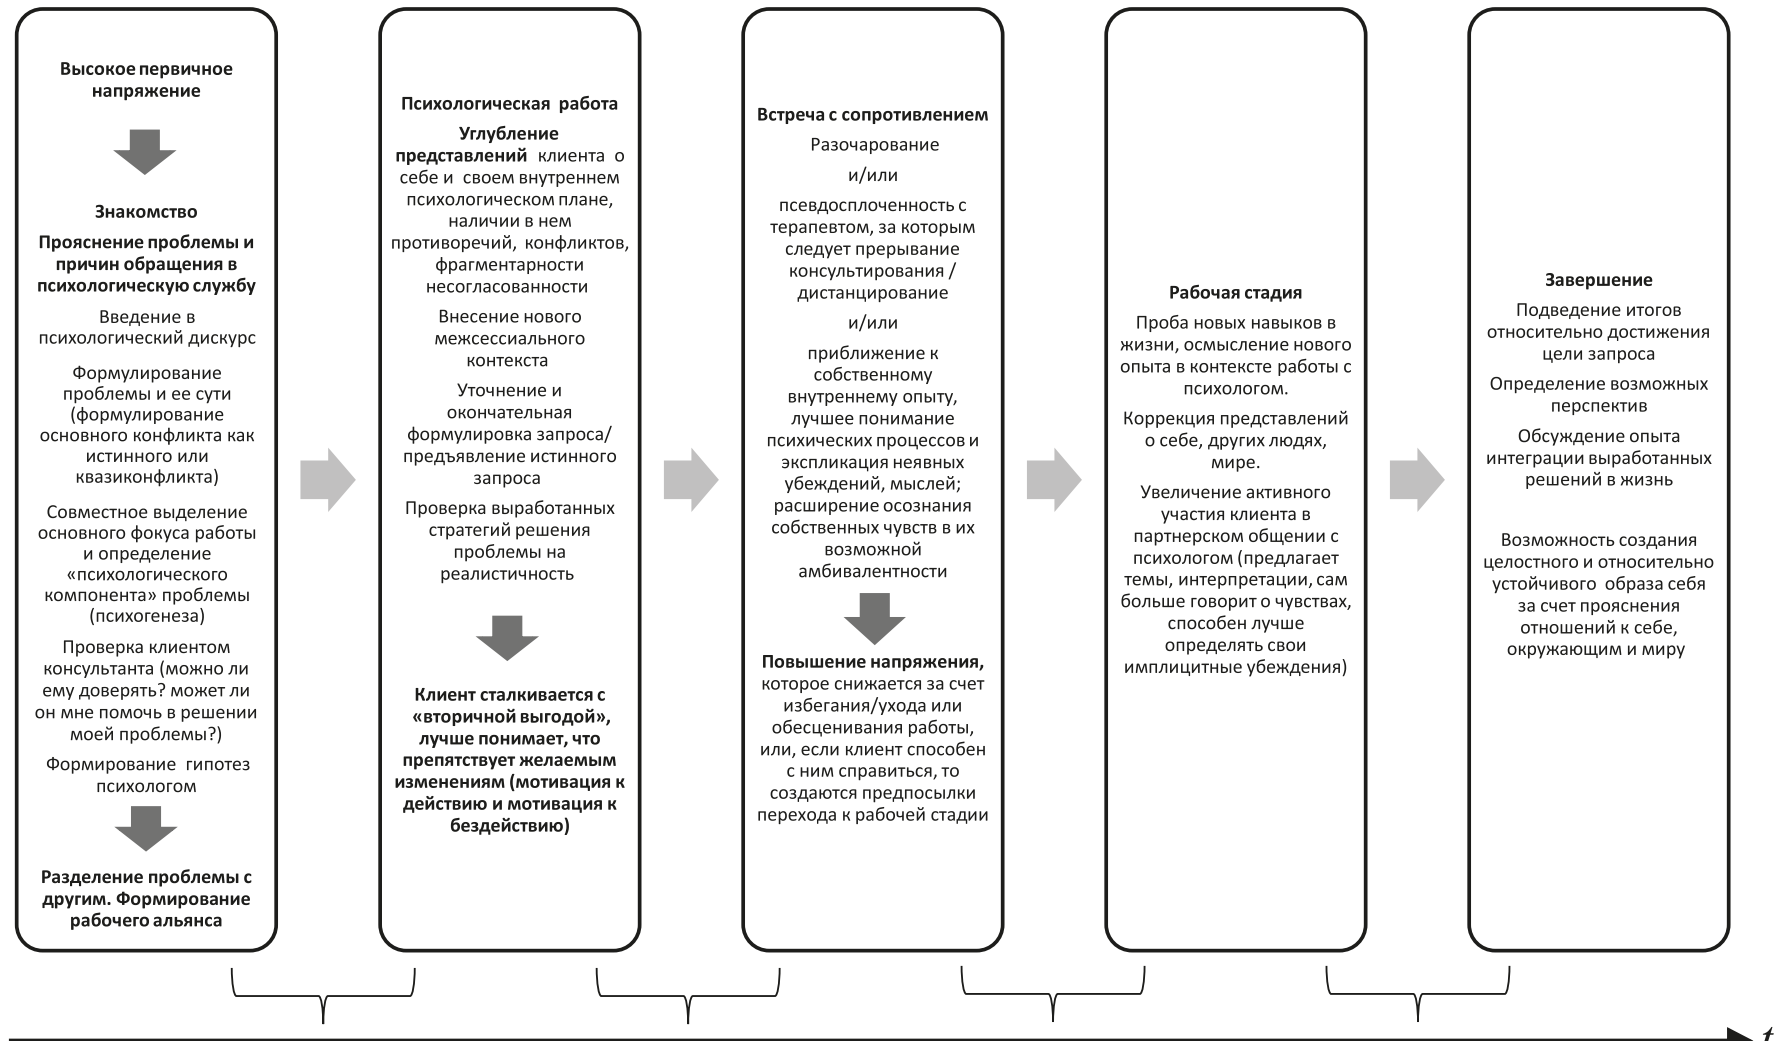 Высокое первичное
напряжение
Знакомство
Прояснение проблемы и
причин обращения в
психологическую службу
Введение в
психологический дискурс
Формулирование
проблемы и ее сути
(формулирование
основного конфликта как
истинного или
квазиконфликта)
Совместное выделение
основного фокуса работы
и определение
«психологического
компонента» проблемы
(психогенеза)
Проверка клиентом
консультанта (можно ли
ему доверять? может ли
он мне помочь в решении
моей проблемы?)
Формирование гипотез
психологом
Разделение проблемы с
другим. Формирование
рабочего альянса
Психологическая работа
Углубление
представлений клиента о
себе и своем внутреннем
психологическом плане,
наличии в нем
противоречий, конфликтов,
фрагментарности
несогласованности
Внесение нового
межсессиального
контекста
Уточнение и
окончательная
формулировка запроса/
предъявление истинного
запроса
Проверка выработанных
стратегий решения
проблемы на
реалистичность
Клиент сталкивается с
«вторичной выгодой»,
лучше понимает, что
препятствует желаемым
изменениям (мотивация к
действию и мотивация к
бездействию)
Встреча с сопротивлением
Разочарование
и/или
псевдосплоченность с
терапевтом, за которым
следует прерывание
консультирования /
дистанцирование
и/или
приближение к
собственному
внутреннему опыту,
лучшее понимание
психических процессов и
экспликация неявных
убеждений, мыслей;
расширение осознания
собственных чувств в их
возможной
амбивалентности
Повышение напряжения,
которое снижается за счет
избегания/ухода или
обесценивания работы,
или, если клиент способен
с ним справиться, то
создаются предпосылки
перехода к рабочей стадии
Рабочая стадия
Проба новых навыков в
жизни, осмысление нового
опыта в контексте работы с
психологом.
Коррекция представлений
о себе, других людях,
мире.
Увеличение активного
участия клиента в
партнерском общении с
психологом (предлагает
темы, интерпретации, сам
больше говорит о чувствах,
способен лучше
определять свои
имплицитные убеждения)
Завершение
Подведение итогов
относительно достижения
цели запроса
Определение возможных
перспектив
Обсуждение опыта
интеграции выработанных
решений в жизнь
Возможность создания
целостного и относительно
устойчивого образа себя
за счет прояснения
отношений к себе,
окружающим и миру
t